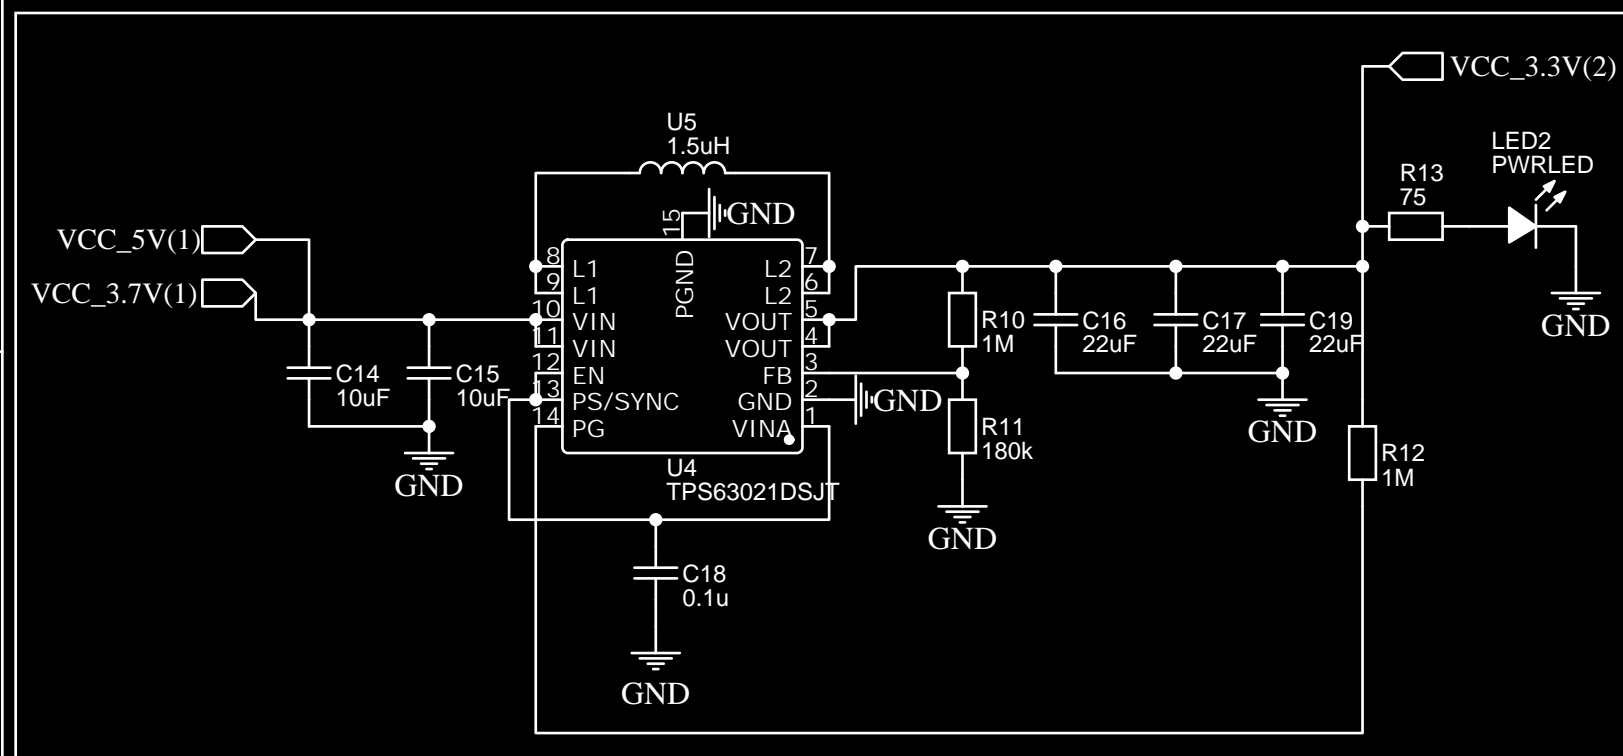 VCC_3.3V(2)
U5
1.5uH
LED2
PWRLED
R13
75
VCC_5V(1)
15
GND
VCC_3.7V(1)
PGND
8
L1
9
L1
10
VIN
11
VIN
12
EN
13
PS/SYNC
14
PG
7
L2
6
L2
5
VOUT
4
VOUT
3
FB
2
GND
1
VINA
GND
R10
1M
C16
22uF
C17
22uF
C19
22uF
GND
C14
10uF
C15
10uF
R11
180k
GND
R12
1M
GND
U4
TPS63021DSJT
GND
C18
0.1u
GND